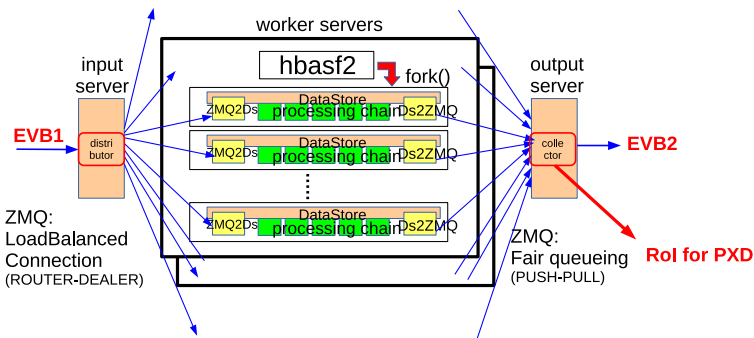 worker servers
input
server
output
server
hbasf2
fork()
DataStore
ZMQ2Ds
processing chain
Ds2ZMQ
EVB1
distri
butor
DataStore
ZMQ2Ds
processing chain
Ds2ZMQ
colle
ctor
EVB2
DataStore
ZMQ2Ds
processing chain
Ds2ZMQ
ZMQ:
LoadBalanced
Connection
(ROUTER-DEALER)
ZMQ:
Fair queueing
(PUSH-PULL)
RoI for PXD